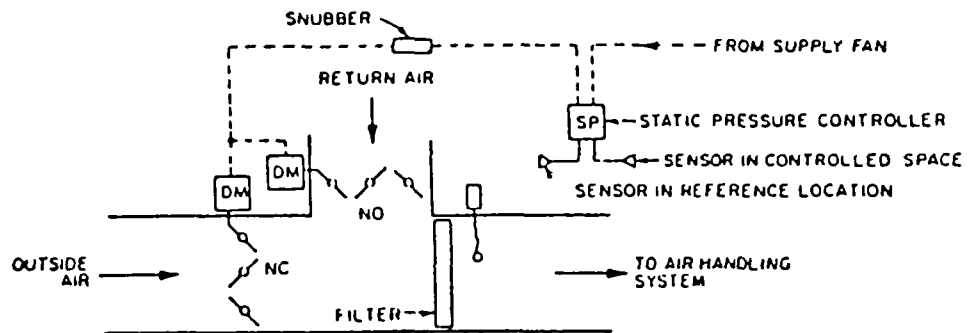 SNUBBER
FROM SUPPLY FAN
RETURN AIR
SP
STATIC PRESSURE CONTROLLER
DM
SENSOR IN CONTROLLED SPACE
DM
SENSOR IN REFERENCE LOCATION
NO
OUTSIDE
AIR
NC
TO AIR HANDLING
SYSTEM
FILTER